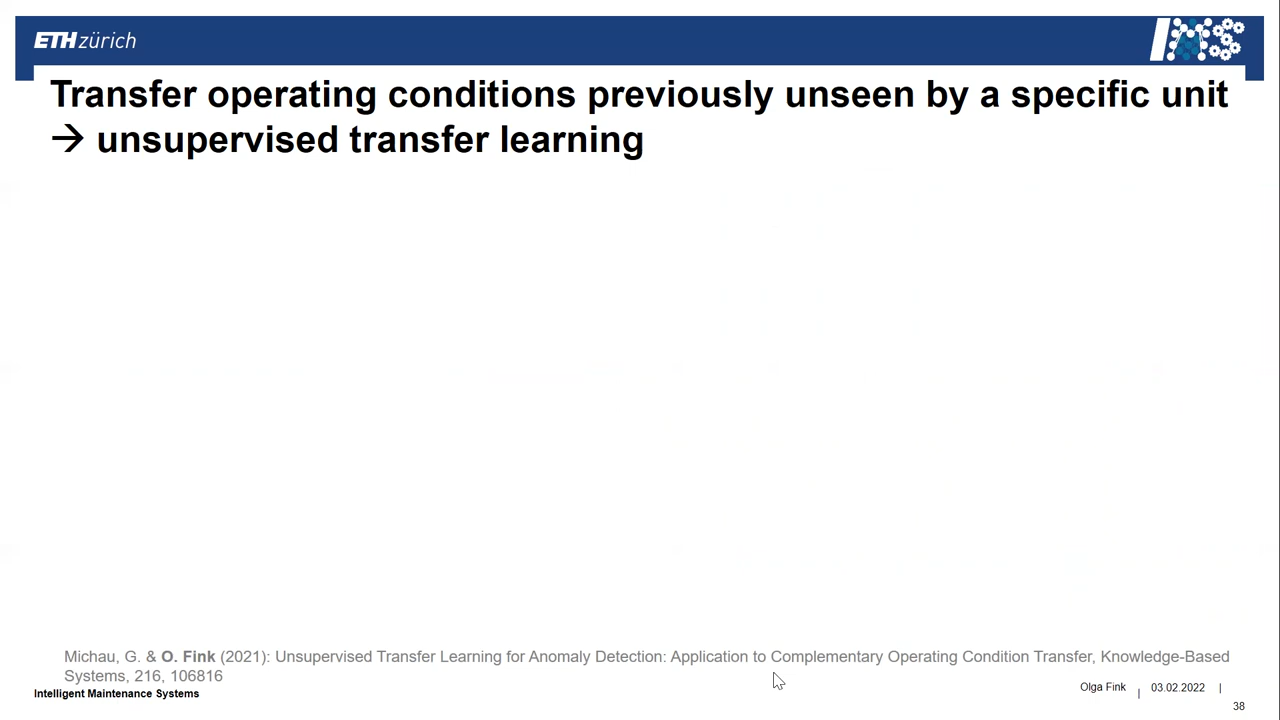 ETH zürich
IMS
Transfer operating conditions previously unseen by a specific unit
→ unsupervised transfer learning
Michau, G. & O. Fink (2021): Unsupervised Transfer Learning for Anomaly Detection: Application to Complementary Operating Condition Transfer, Knowledge-Based
Systems, 216, 106816
Intelligent Maintenance Systems
Olga Fink | 03.02.2022 |
38